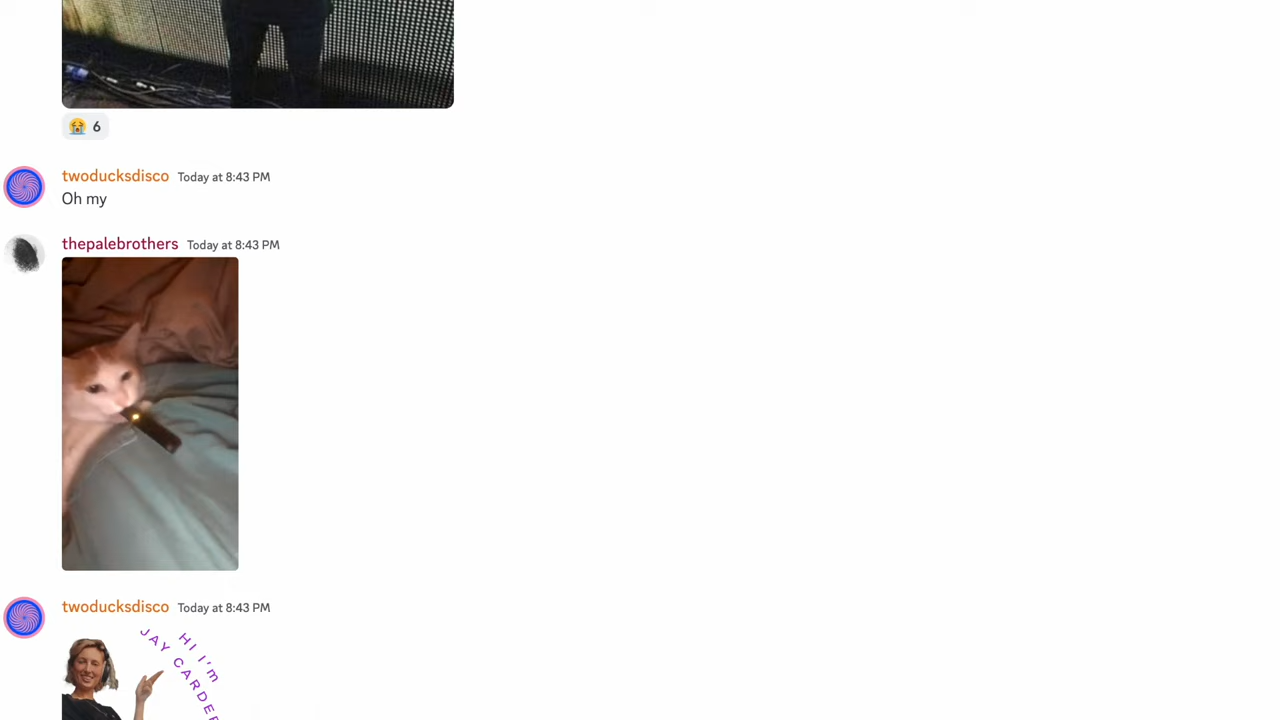 6
twoducksdisco Today at 8:43 PM
Oh my
thepalebrothers Today at 8:43 PM
twoducksdisco Today at 8:43 PM
HI I'm
JAY CARDER